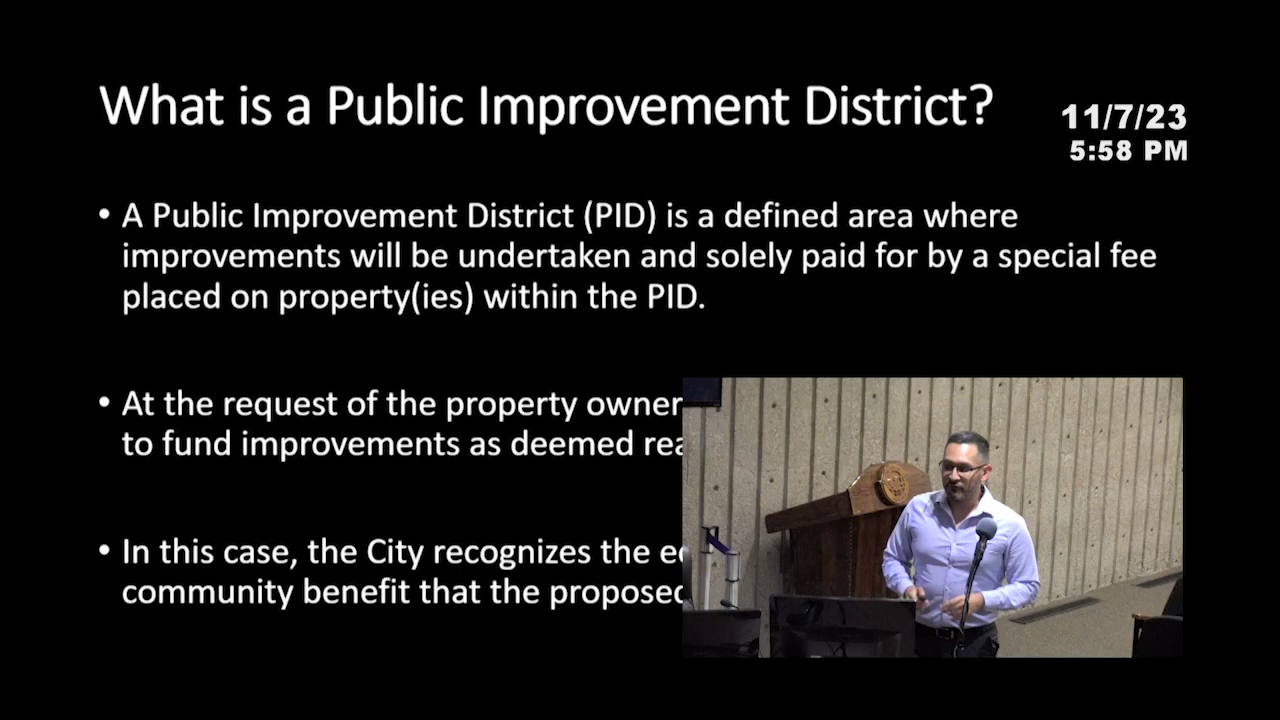 What is a Public Improvement District?
11/7/23
5:58 PM
• A Public Improvement District (PID) is a defined area where
improvements will be undertaken and solely paid for by a special fee
placed on property(ies) within the PID.
• At the request of the property owner
to fund improvements as deemed
• In this case, the City recognizes the
community benefit that the proposed